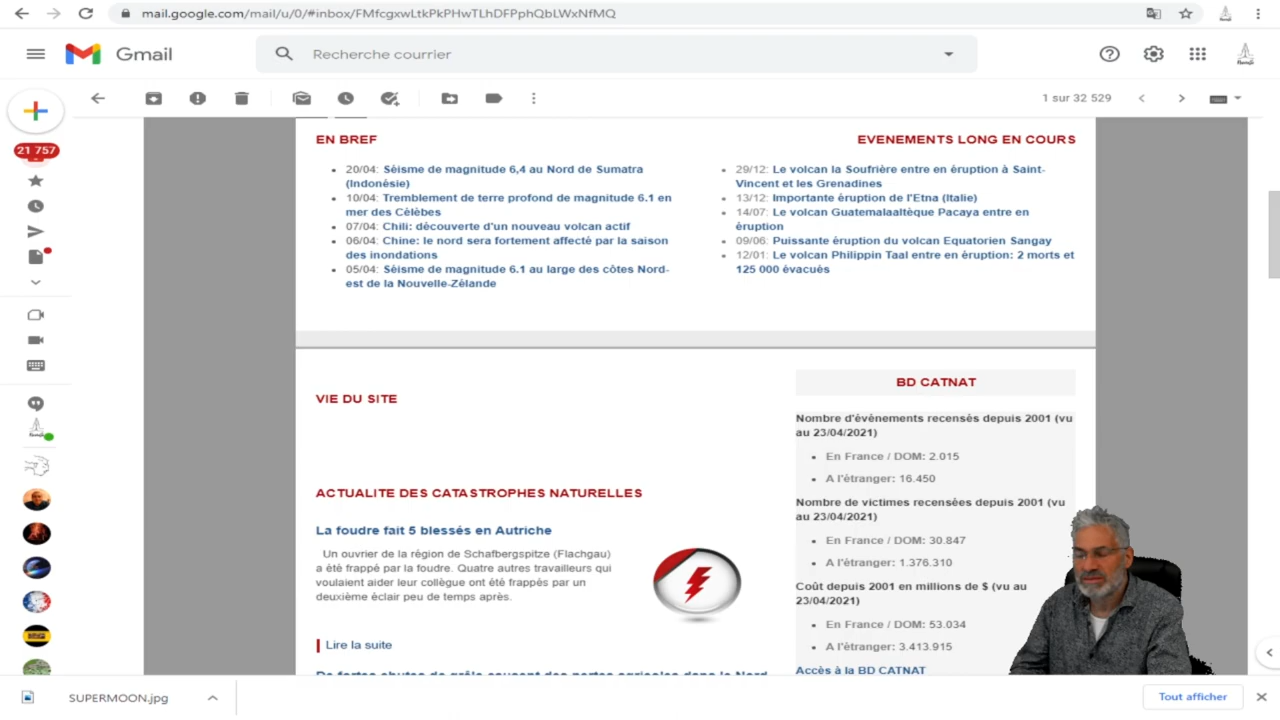 mail.google.com/mail/u/0/#inbox/FMfcgxwLtkPkPHwTLhDFPphQbLWxNfMQ
Gmail
Recherche courrier
1 sur 32 529
21 757
EN BREF
20/04: Séisme de magnitude 6,4 au Nord de Sumatra
(Indonésie)
10/04: Tremblement de terre profond de magnitude 6.1 en
mer des Célèbes
07/04: Chili: découverte d'un nouveau volcan actif
06/04: Chine: le nord sera fortement affecté par la saison
des inondations
05/04: Séisme de magnitude 6.1 au large des côtes Nord-
est de la Nouvelle-Zélande
EVENEMENTS LONG EN COURS
29/12: Le volcan la Soufrière entre en éruption à Saint-
Vincent et les Grenadines
13/12: Importante éruption de l'Etna (Italie)
14/07: Le volcan Guatemalaaltèque Pacaya entre en
éruption
09/06: Puissante éruption du volcan Equatorien Sangay
12/01: Le volcan Philippin Taal entre en éruption: 2 morts et
125 000 évacués
VIE DU SITE
ACTUALITE DES CATASTROPHES NATURELLES
La foudre fait 5 blessés en Autriche
Un ouvrier de la région de Schafbergspitze (Flachgau)
a été frappé par la foudre. Quatre autres travailleurs qui
voulaient aider leur collègue ont été frappés par un
deuxième éclair peu de temps après.
Lire la suite
De fortes chutes de grêle causent des pertes agricoles dans le Nord
BD CATNAT
Nombre d'évènements recensés depuis 2001 (vu
au 23/04/2021)
En France / DOM: 2.015
A l'étranger: 16.450
Nombre de victimes recensées depuis 2001 (vu
au 23/04/2021)
En France / DOM: 30.847
A l'étranger: 1.376.310
Coût depuis 2001 en millions de $ (vu au
23/04/2021)
En France / DOM: 53.034
A l'étranger: 3.413.915
Accès à la BD CATNAT
SUPERMOON.jpg
Tout afficher